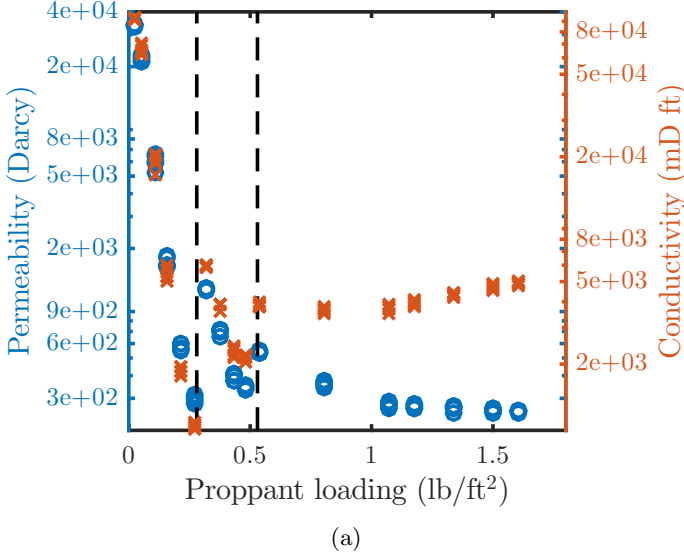 4e+04
2e+04
8e+03
5e+03
2e+03
9e+02
6e+02
3e+02
Permeability (Darcy)
8e+04
5e+04
2e+04
8e+03
5e+03
2e+03
Conductivity (mD ft)
0 0.5 1 1.5
Proppant loading (lb/ft²)
(a)